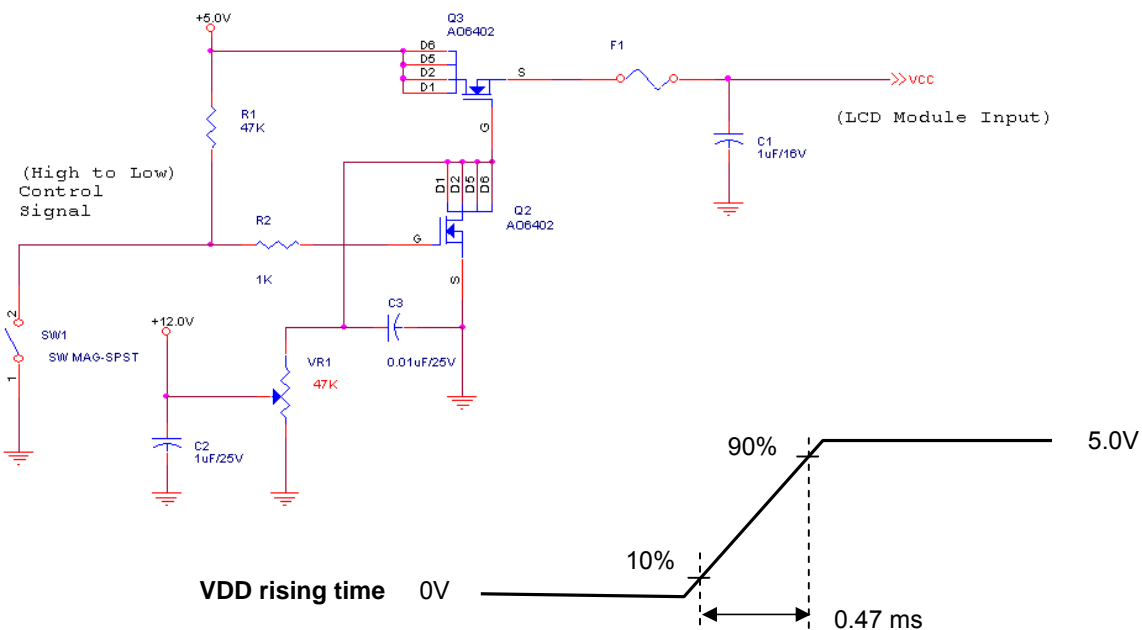 +5.0V
Q3
AO6402
D6
D5
D2
D1
S
G
F1
VCC
(LCD Module Input)
C1
1uF/16V
R1
47K
(High to Low)
Control
Signal
R2
1K
G
D1
D2
D5
D6
Q2
AO6402
S
2
SW1
SW MAG-SPST
1
+12.0V
C3
0.01uF/25V
VR1
47K
C2
1uF/25V
90%
5.0V
10%
VDD rising time 0V
0.47 ms